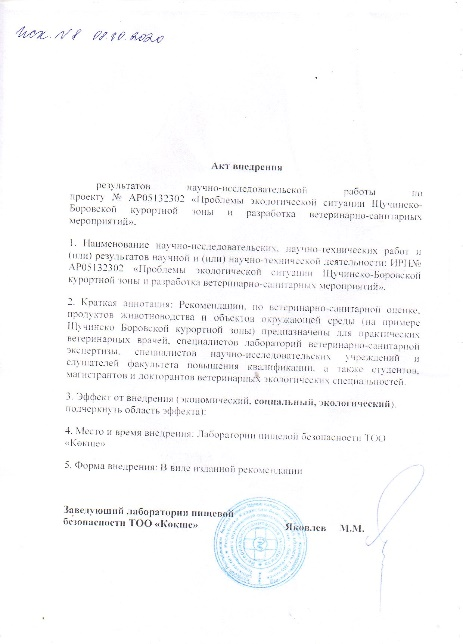 исх. №8 08.10.2020
Акт внедрения
результатов научно-исследовательской работы по
проекту № АР05132302 «Проблемы экологической ситуации Щучинско-
Боровской курортной зоны и разработка ветеринарно-санитарных
мероприятий».
1. Наименование научно-исследовательских, научно-технических работ и
(или) результатов научной и (или) научно-технической деятельности: ИРН№
АР05132302 «Проблемы экологической ситуации Щучинско-Боровской
курортной зоны и разработка ветеринарно-санитарных мероприятий».
2. Краткая аннотация: Рекомендации, по ветеринарно-санитарной оценке,
продуктов животноводства и объектов окружающей среды (на примере
Щучинско Боровской курортной зоны) предназначены для практических
ветеринарных врачей, специалистов лабораторий ветеринарно-санитарной
экспертизы, специалистов научно-исследовательских учреждений и
слушателей факультета повышения квалификации, а также студентов,
магистрантов и докторантов ветеринарных экологических специальностей.
3. Эффект от внедрения (экономический, социальный, экологический)
подчеркнуть область эффекта):
4. Место и время внедрения: Лаборатории пищевой безопасности ТОО
«Кокше»
5. Форма внедрения: В виде изданной рекомендации
Заведующий лаборатории пищевой
безопасности ТОО «Кокше» Яковлев М.М.